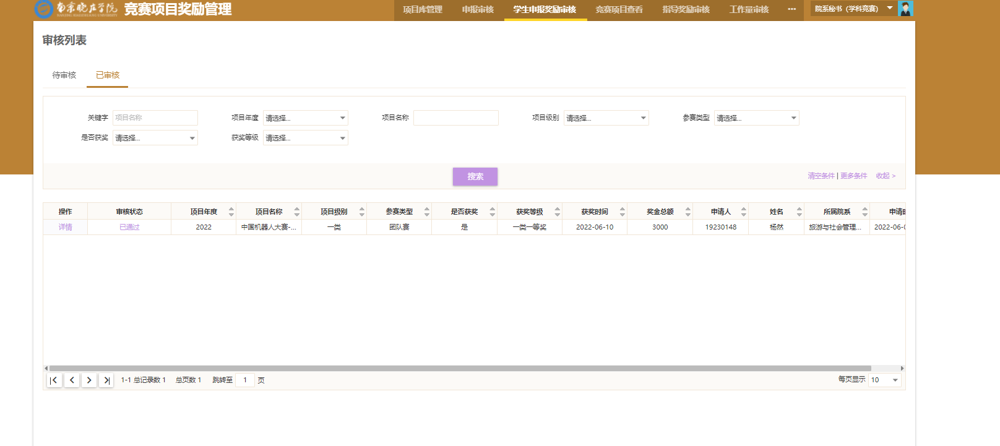 南京晓庄学院 竞赛项目奖励管理 项目库管理 申报审核 学生申报奖励审核 竞赛项目查看 指导奖励审核 工作量审核 ••• 院系秘书（学科竞赛）
NANJING XIAOZHUANG UNIVERSITY
审核列表
待审核 已审核
关键字 项目名称 项目年度 请选择... 项目名称 项目级别 请选择... 参赛类型 请选择...
是否获奖 请选择... 获奖等级 请选择...
搜索 清空条件 | 更多条件 收起 >
操作 审核状态 项目年度 项目名称 项目级别 参赛类型 是否获奖 获奖等级 获奖时间 奖金总额 申请人 姓名 所属院系 申请时
详情 已通过 2022 中国机器人大赛-... 一类 团队赛 是 一类一等奖 2022-06-10 3000 19230148 杨然 旅游与社会管理... 2022-06-0
1-1 总记录数 1 总页数 1 跳转至 1 页 每页显示 10